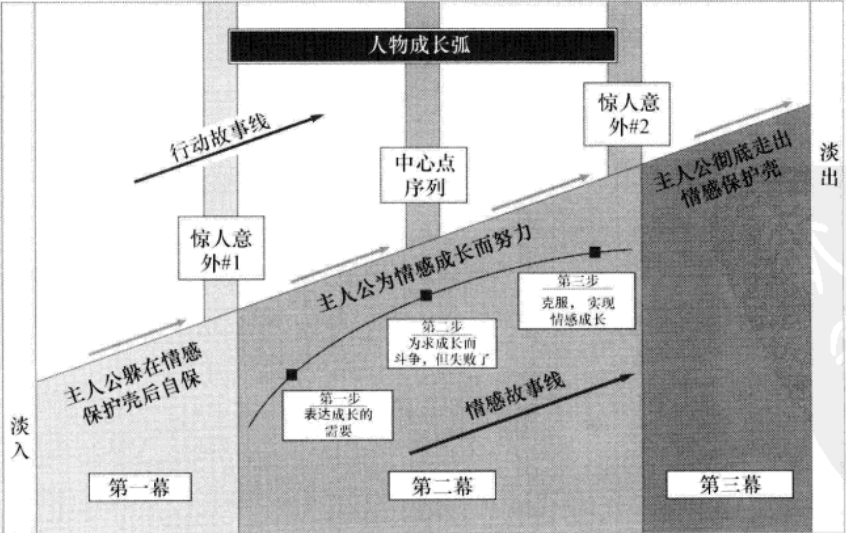 人物成长弧
行动故事线
惊人意
外#2
中心点
序列
主人公彻底走出
情感保护壳
淡
出
惊人意
外#1
主人公为情感成长而努力
第三步
克服，实现
情感成长
第二步
为求成长而
斗争，但失败了
主人公躲在情感
保护壳后自保
第一步
表达成长的
需要
情感故事线
淡
入
第一幕
第二幕
第三幕